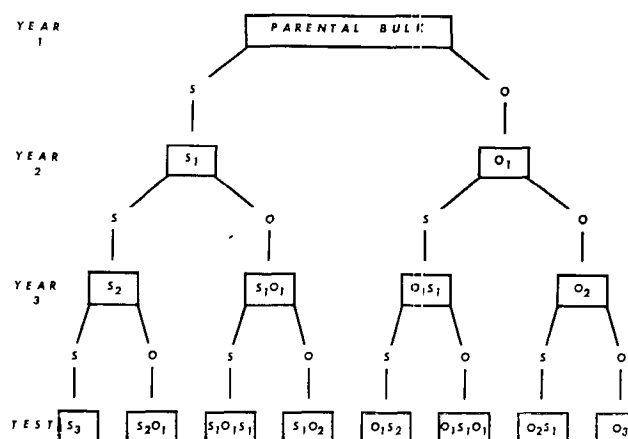 YEAR 1 PARENTAL BULK
S O
YEAR 2 S1 O1
S O S O
YEAR 3 S2 S1O1 O1S1 O2
S O S O S O S O
TEST S3 S2O1 S1O1S1 S1O2 O1S2 O1S1O1 O2S1 O3